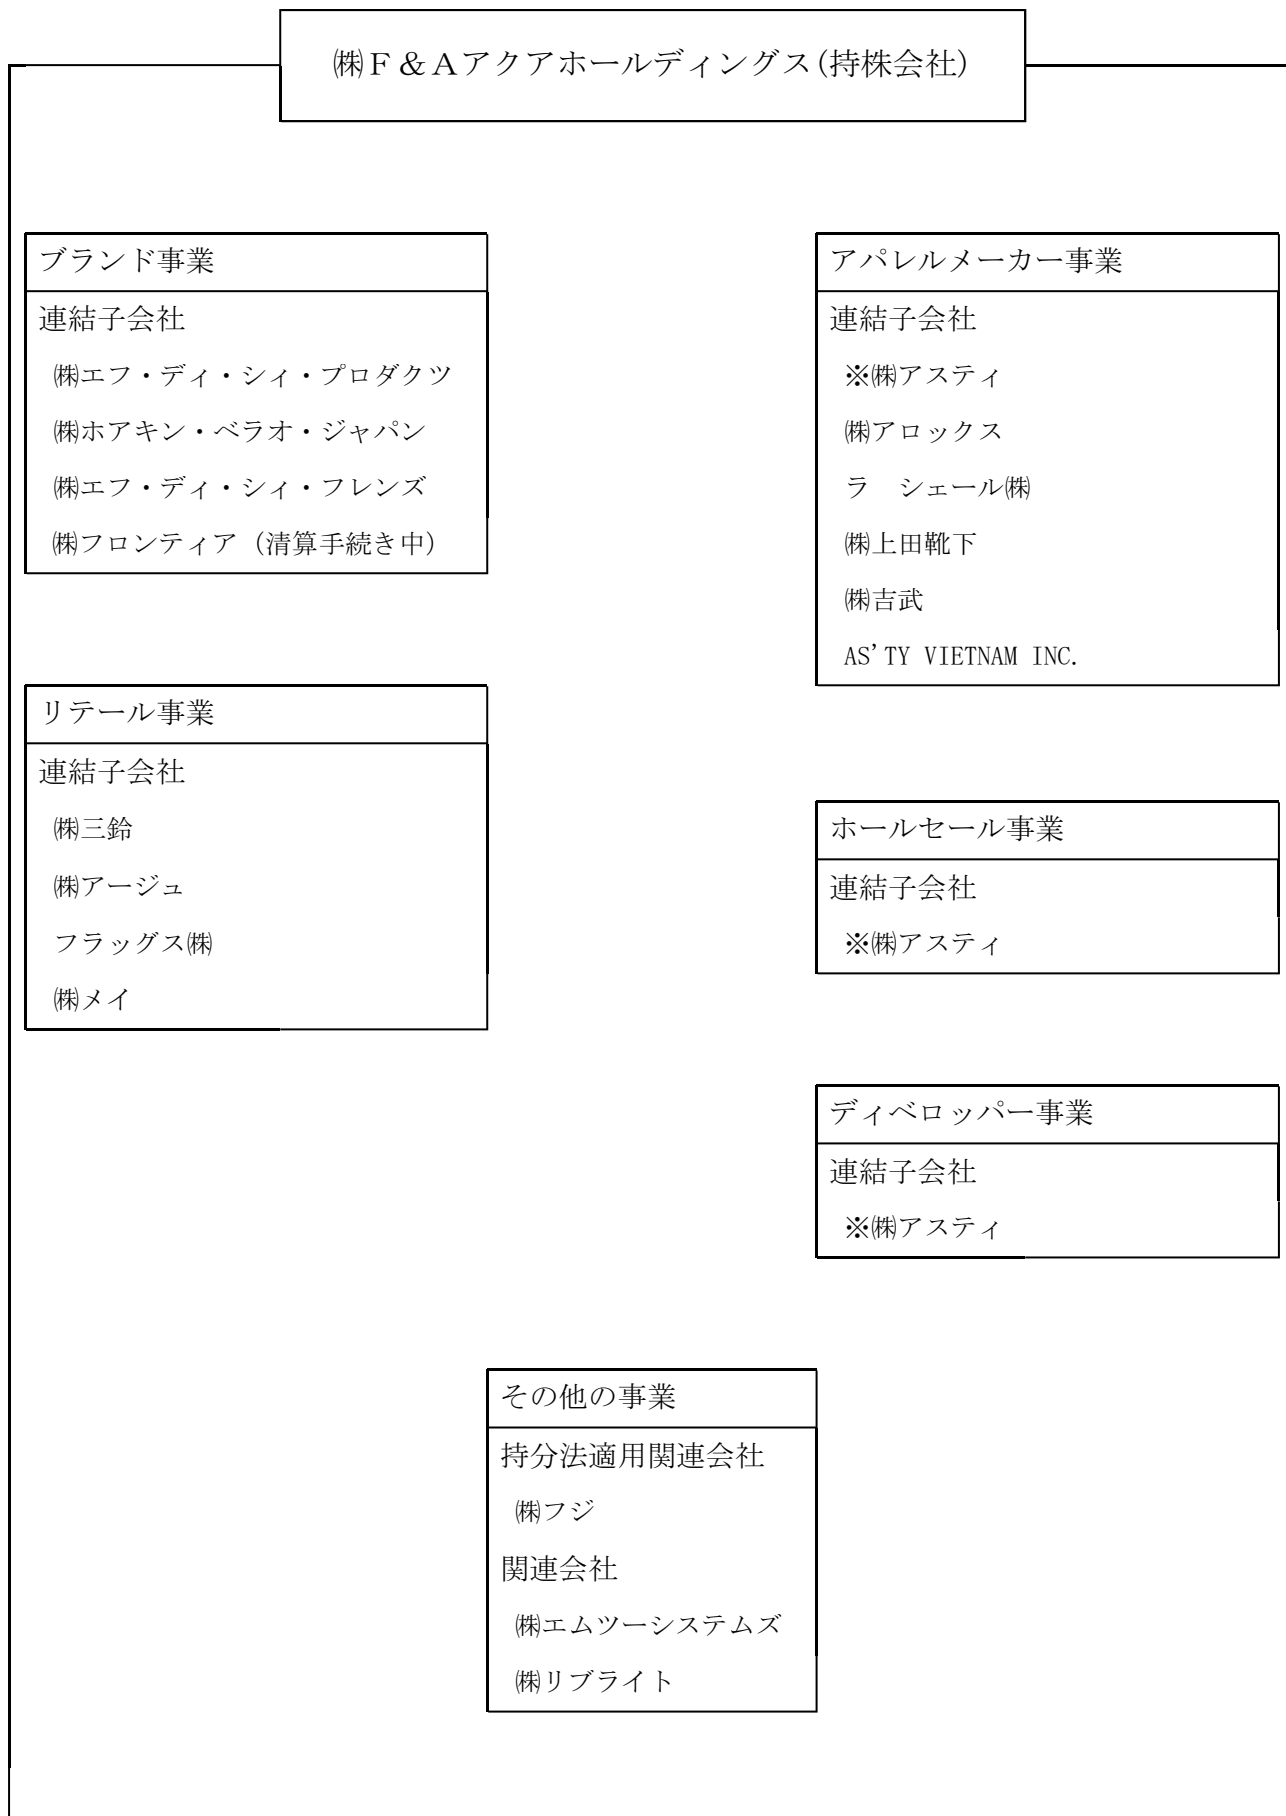 ㈱Ｆ＆Ａアクアホールディングス(持株会社)
ブランド事業
連結子会社
㈱エフ・ディ・シィ・プロダクツ
㈱ホアキン・ベラオ・ジャパン
㈱エフ・ディ・シィ・フレンズ
㈱フロンティア（清算手続き中）
リテール事業
連結子会社
㈱三鈴
㈱アージュ
フラッグス㈱
㈱メイ
アパレルメーカー事業
連結子会社
※㈱アスティ
㈱アロックス
ラ　シェール㈱
㈱上田靴下
㈱吉武
AS'TY VIETNAM INC.
ホールセール事業
連結子会社
※㈱アスティ
ディベロッパー事業
連結子会社
※㈱アスティ
その他の事業
持分法適用関連会社
㈱フジ
関連会社
㈱エムツーシステムズ
㈱リブライト